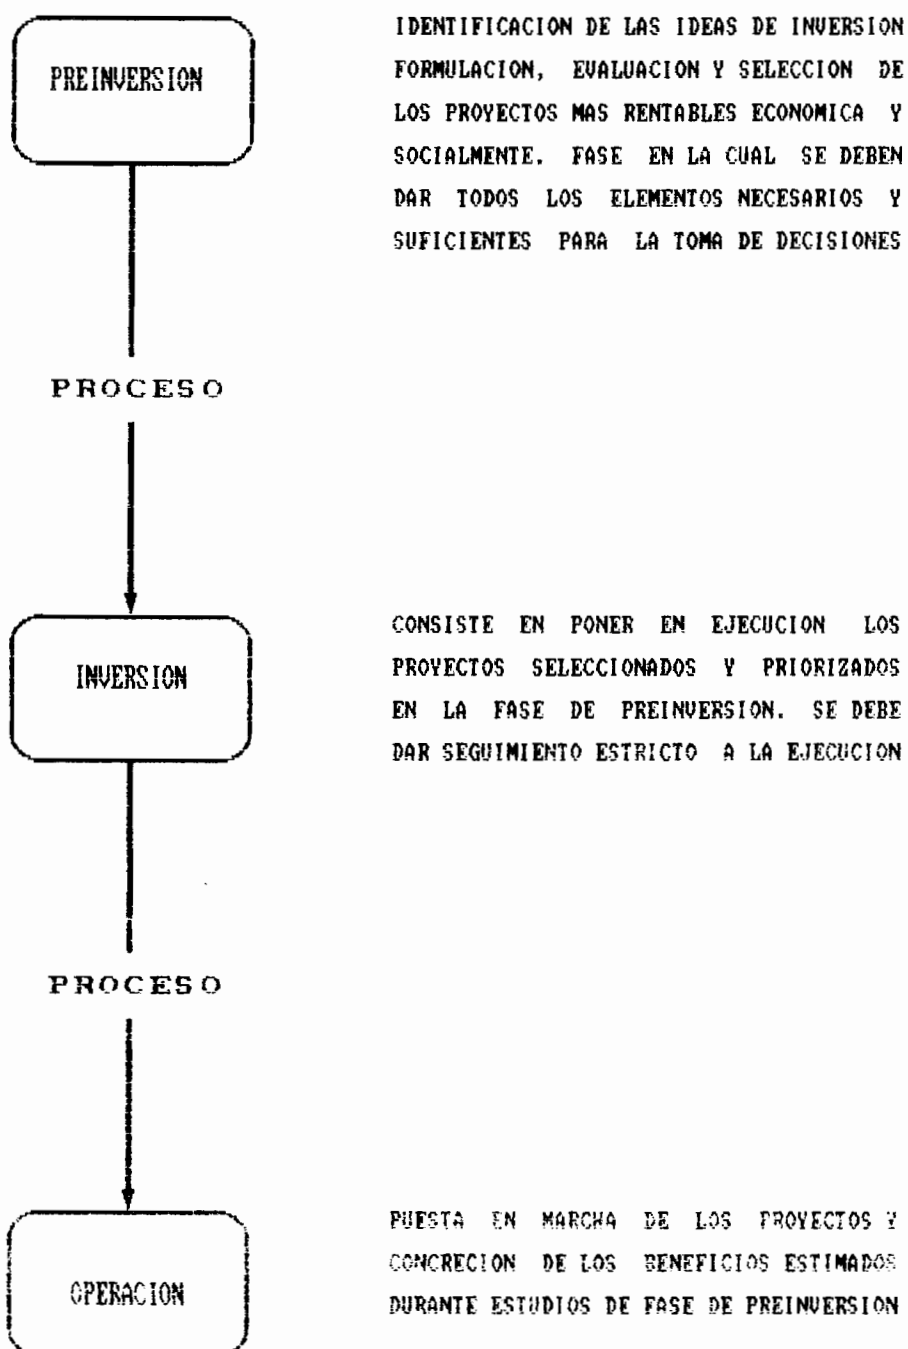 PREINVERSION
IDENTIFICACION DE LAS IDEAS DE INVERSION
FORMULACION, EVALUACION Y SELECCION DE
LOS PROYECTOS MAS RENTABLES ECONOMICA Y
SOCIALMENTE. FASE EN LA CUAL SE DEBEN
DAR TODOS LOS ELEMENTOS NECESARIOS Y
SUFICIENTES PARA LA TOMA DE DECISIONES
PROCESO
INVERSION
CONSISTE EN PONER EN EJECUCION LOS
PROYECTOS SELECCIONADOS Y PRIORIZADOS
EN LA FASE DE PREINVERSION. SE DEBE
DAR SEGUIMIENTO ESTRICTO A LA EJECUCION
PROCESO
OPERACION
PUESTA EN MARCHA DE LOS PROYECTOS Y
CONCRECION DE LOS BENEFICIOS ESTIMADOS
DURANTE ESTUDIOS DE FASE DE PREINVERSION